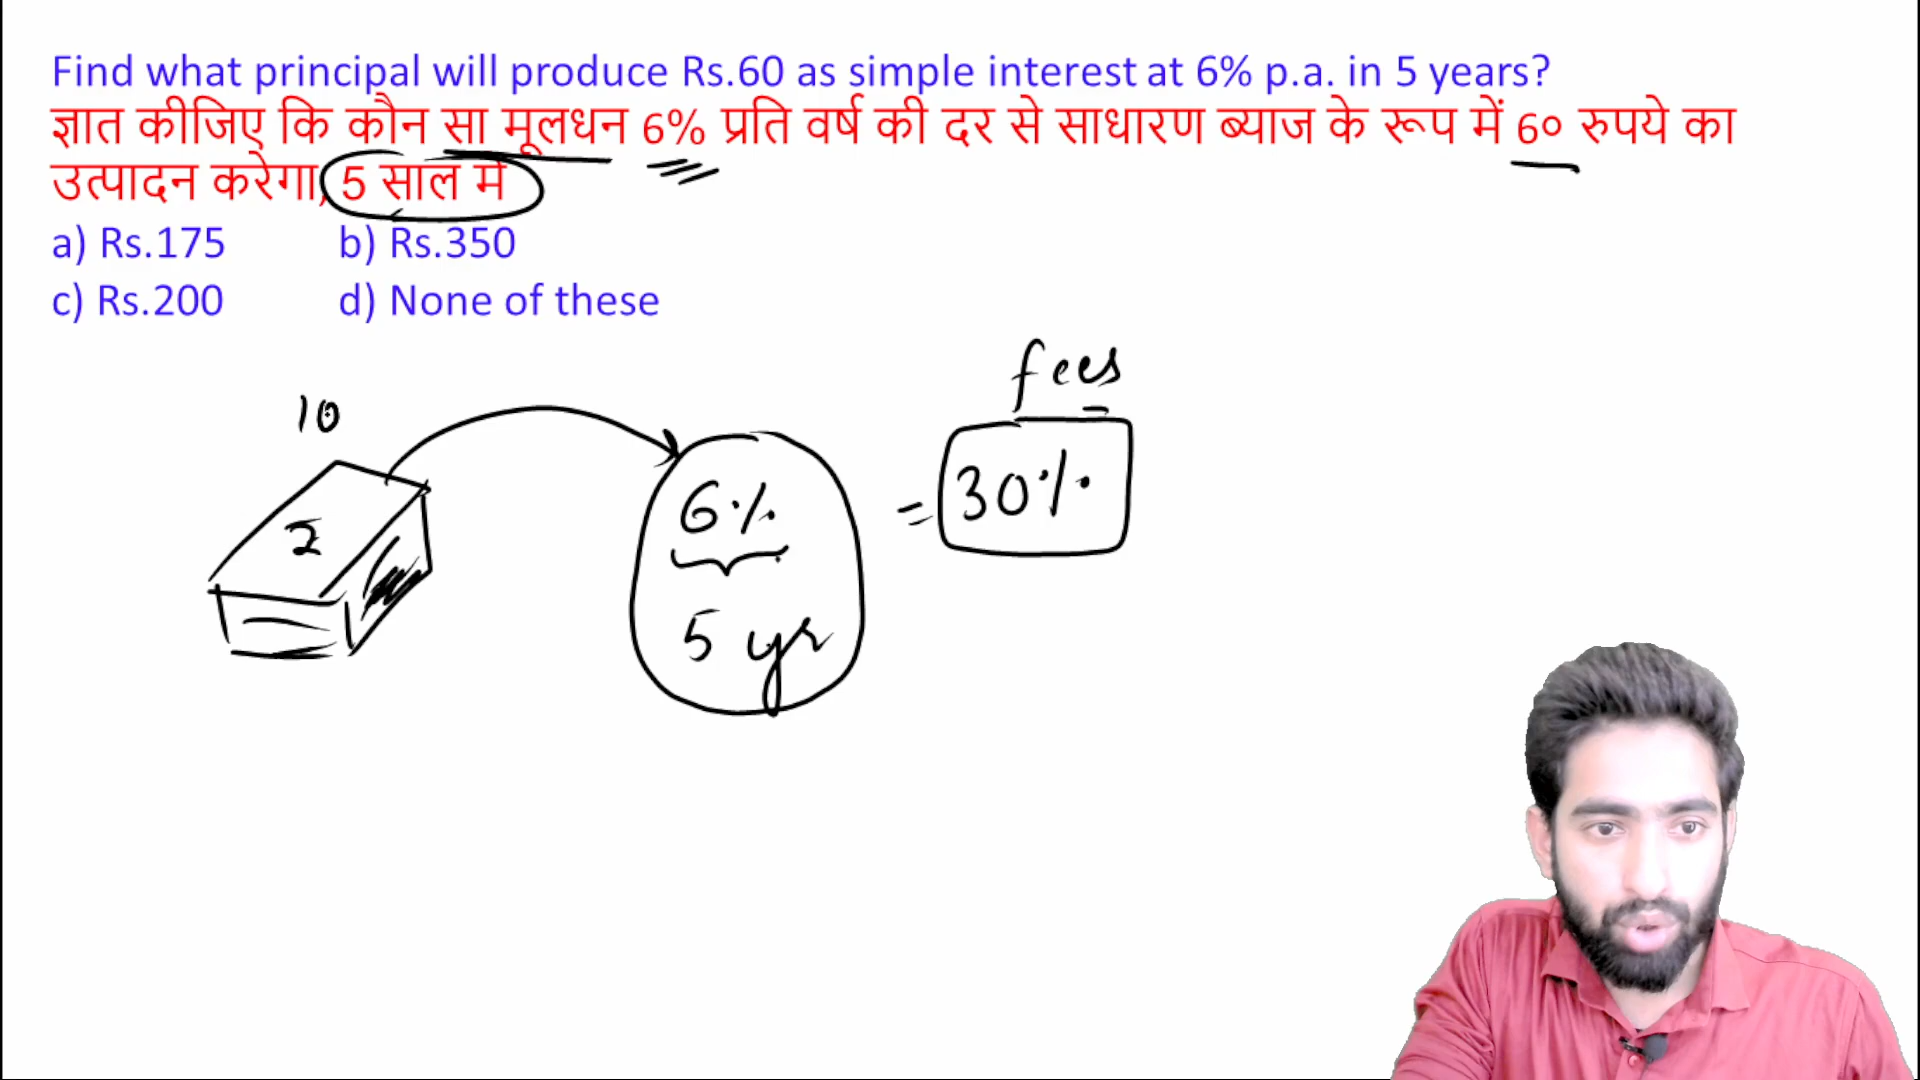 Find what principal will produce Rs.60 as simple interest at 6% p.a. in 5 years?
ज्ञात कीजिए कि कौन सा मूलधन 6% प्रति वर्ष की दर से साधारण ब्याज के रूप में 6० रुपये का
उत्पादन करेगा, 5 साल में
a) Rs.175 b) Rs.350
c) Rs.200 d) None of these
fees
10
6%
= 30%
5 yr